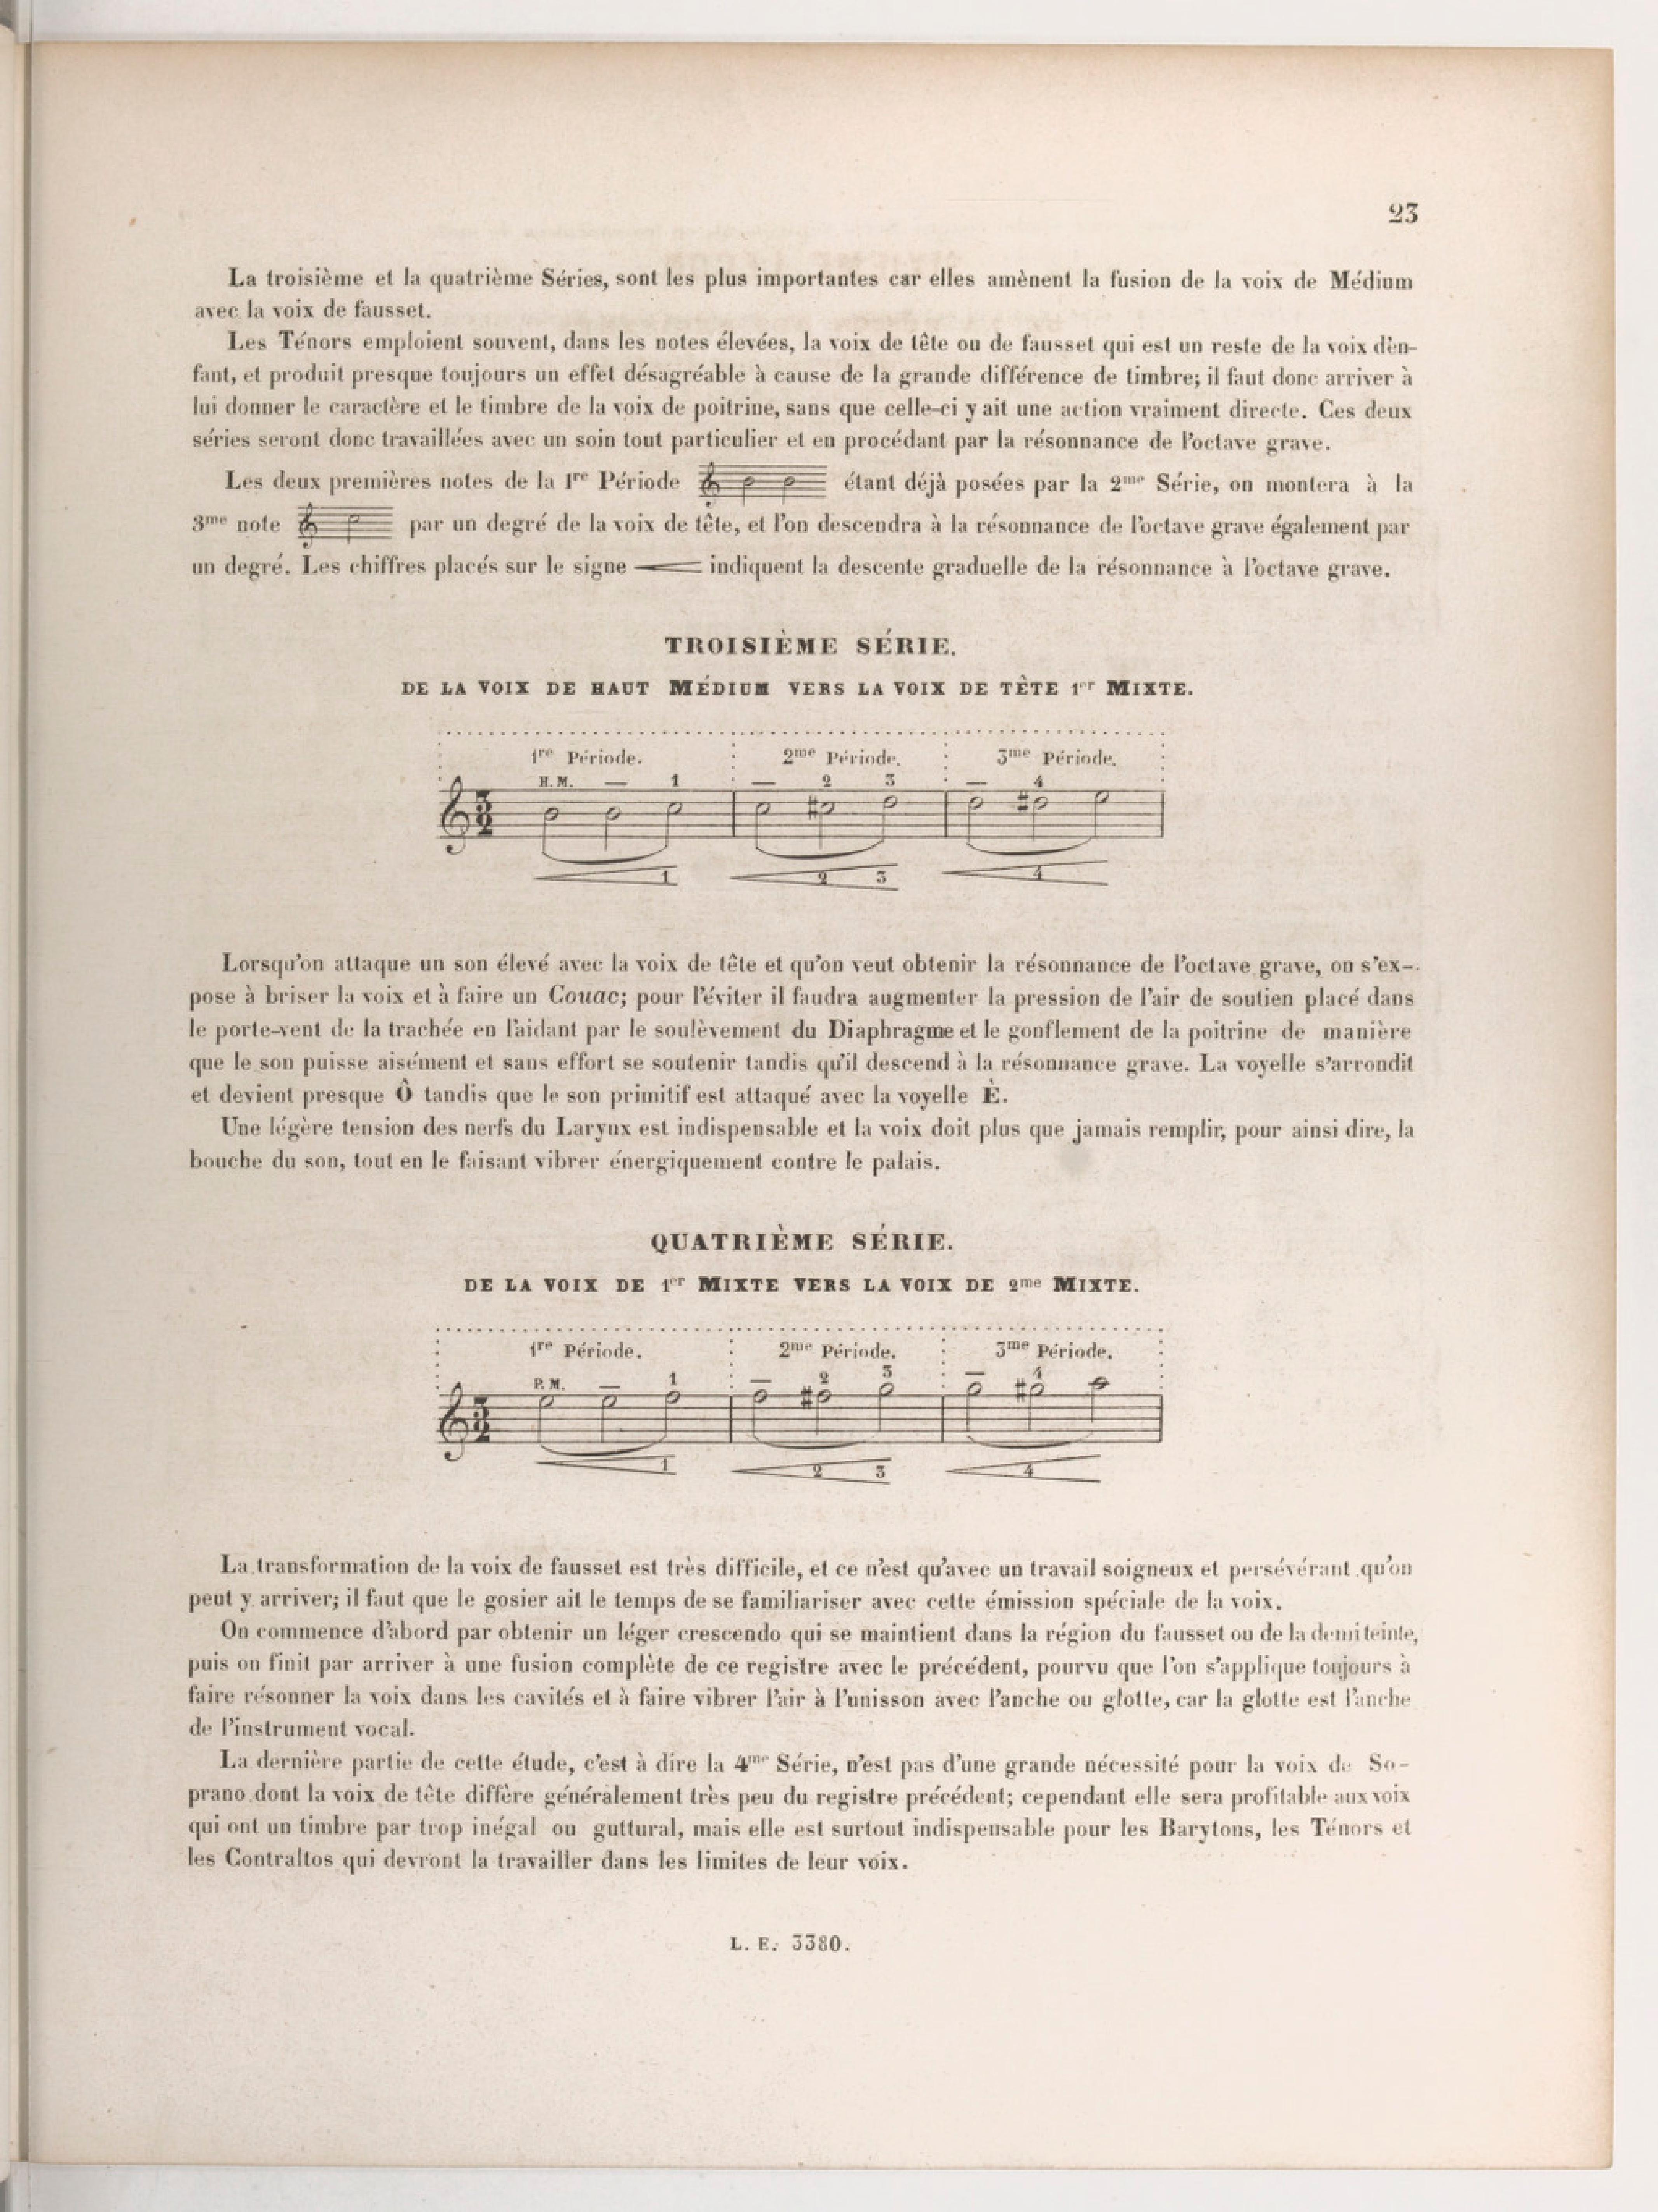 23
La troisième et la quatrième Séries, sont les plus importantes car elles amènent la fusion de la voix de Médium
avec la voix de fausset.
Les Ténors emploient souvent, dans les notes élevées, la voix de tête ou de fausset qui est un reste de la voix d'en-
fant, et produit presque toujours un effet désagréable à cause de la grande différence de timbre; il faut donc arriver à
lui donner le caractère et le timbre de la voix de poitrine, sans que celle-ci y ait une action vraiment directe. Ces deux
séries seront donc travaillées avec un soin tout particulier et en procédant par la résonnance de l'octave grave.
Les deux premières notes de la 1re Période étant déjà posées par la 2me Série, on montera à la
3me note par un degré de la voix de tête, et l'on descendra à la résonnance de l'octave grave également par
un degré. Les chiffres placés sur le signe indiquent la descente graduelle de la résonnance à l'octave grave.
TROISIÈME SÉRIE.
DE LA VOIX DE HAUT MÉDIUM VERS LA VOIX DE TÊTE 1er MIXTE.
1re Période. 2me Période. 3me Période.
H.M. — 1 — 2 3 — 4
3 2
1 2 3 4
Lorsqu'on attaque un son élevé avec la voix de tête et qu'on veut obtenir la résonnance de l'octave grave, on s'ex-
pose à briser la voix et à faire un Couac; pour l'éviter il faudra augmenter la pression de l'air de soutien placé dans
le porte-vent de la trachée en l'aidant par le soulèvement du Diaphragme et le gonflement de la poitrine de manière
que le son puisse aisément et sans effort se soutenir tandis qu'il descend à la résonnance grave. La voyelle s'arrondit
et devient presque Ô tandis que le son primitif est attaqué avec la voyelle È.
Une légère tension des nerfs du Larynx est indispensable et la voix doit plus que jamais remplir, pour ainsi dire, la
bouche du son, tout en le faisant vibrer énergiquement contre le palais.
QUATRIÈME SÉRIE.
DE LA VOIX DE 1er MIXTE VERS LA VOIX DE 2me MIXTE.
1re Période. 2me Période. 3me Période.
P.M. — 1 — 2 3 — 4
3 2
1 2 3 4
La transformation de la voix de fausset est très difficile, et ce n'est qu'avec un travail soigneux et persévérant qu'on
peut y arriver; il faut que le gosier ait le temps de se familiariser avec cette émission spéciale de la voix.
On commence d'abord par obtenir un léger crescendo qui se maintient dans la région du fausset ou de la demi teinte,
puis on finit par arriver à une fusion complète de ce registre avec le précédent, pourvu que l'on s'applique toujours à
faire résonner la voix dans les cavités et à faire vibrer l'air à l'unisson avec l'anche ou glotte, car la glotte est l'anche
de l'instrument vocal.
La dernière partie de cette étude, c'est à dire la 4me Série, n'est pas d'une grande nécessité pour la voix de So-
prano dont la voix de tête diffère généralement très peu du registre précédent; cependant elle sera profitable aux voix
qui ont un timbre par trop inégal ou guttural, mais elle est surtout indispensable pour les Barytons, les Ténors et
les Contraltos qui devront la travailler dans les limites de leur voix.
L. E. 3380.